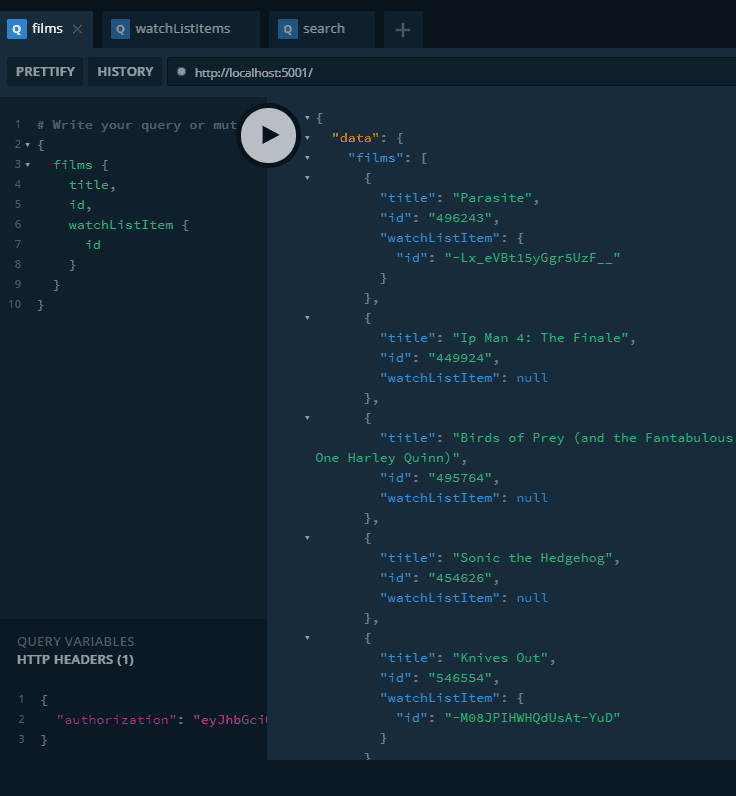 Q films × Q watchListItems Q search +
PRETTIFY HISTORY http://localhost:5001/
1 # Write your query or mut
2 {
3 films {
4 title,
5 id,
6 watchListItem {
7 id
8 }
9 }
10 }
QUERY VARIABLES
HTTP HEADERS (1)
1 {
2 "authorization": "eyJhbGci
3 }
{
"data": {
"films": [
{
"title": "Parasite",
"id": "496243",
"watchListItem": {
"id": "-Lx_eVBt15yGgr5UzF__"
}
},
{
"title": "Ip Man 4: The Finale",
"id": "449924",
"watchListItem": null
},
{
"title": "Birds of Prey (and the Fantabulous
One Harley Quinn)",
"id": "495764",
"watchListItem": null
},
{
"title": "Sonic the Hedgehog",
"id": "454626",
"watchListItem": null
},
{
"title": "Knives Out",
"id": "546554",
"watchListItem": {
"id": "-M08JPIHWHQdUsAt-YuD"
}
}